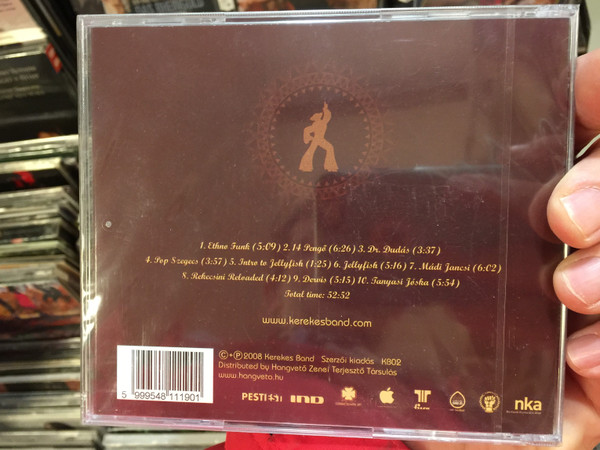 1. Ethno Funk (5:09) 2. 14 Pengő (6:26) 3. Dr. Dudás (3:37)
4. Pop Szegecs (3:57) 5. Intro to Jellyfish (1:25) 6. Jellyfish (5:16) 7. Mádi Jancsi (6:02)
8. Rekecsini Reloaded (4:12) 9. Dervis (5:15) 10. Tanyasi Jóska (5:54)
Total time: 52:52
www.kerekesband.com
©+℗2008 Kerekes Band Szerzői kiadás KB02
Distributed by Hangvető Zenei Terjesztő Társulás
www.hangveto.hu
5 999548 111901
PESTI IND nka